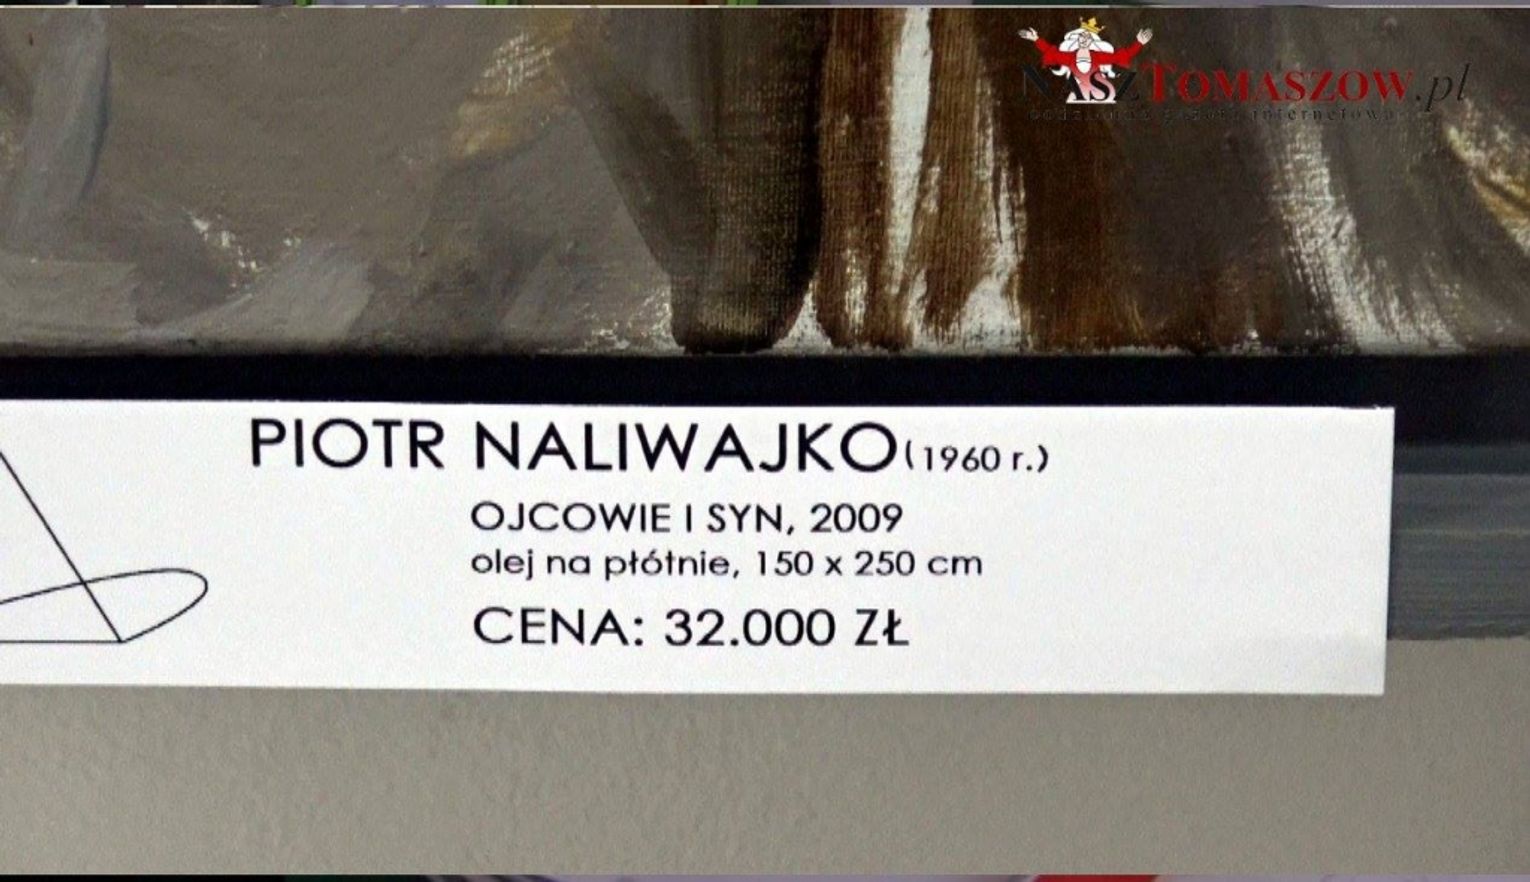 NASZTOMASZOW.pl
PIOTR NALIWAJKO (1960 r.)
OJCOWIE I SYN, 2009
olej na płótnie, 150 x 250 cm
CENA: 32.000 ZŁ